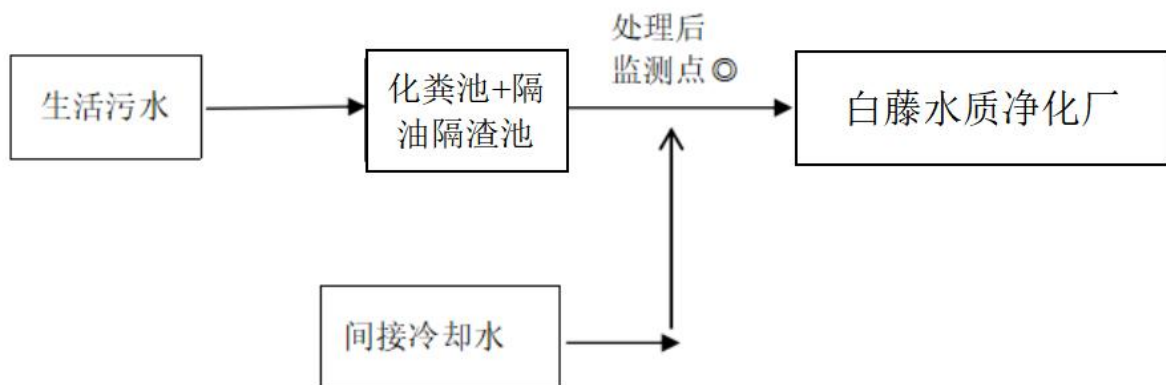 处理后
监测点◎
生活污水
化粪池+隔
油隔渣池
白藤水质净化厂
间接冷却水